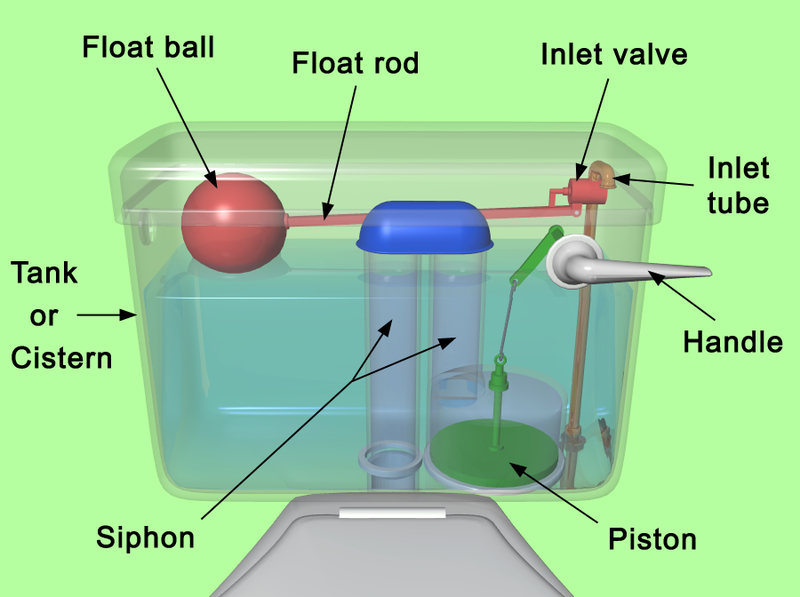 Float ball
Float rod
Inlet valve
Inlet
tube
Tank
or
Cistern
Handle
Siphon
Piston